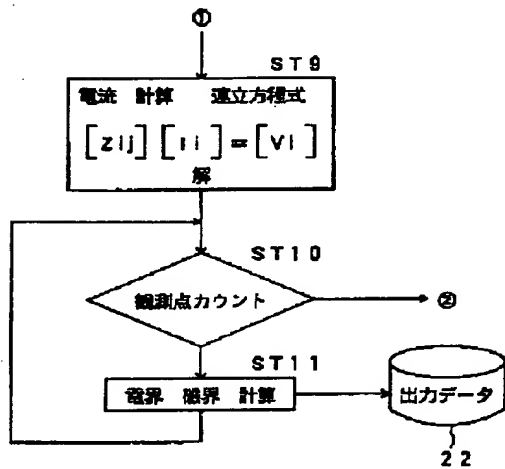 ①
ST9
電流 計算 連立方程式
[Zij] [Ii] = [Vi]
解
ST10
観測点カウント
②
ST11
電界 磁界 計算
出力データ
22